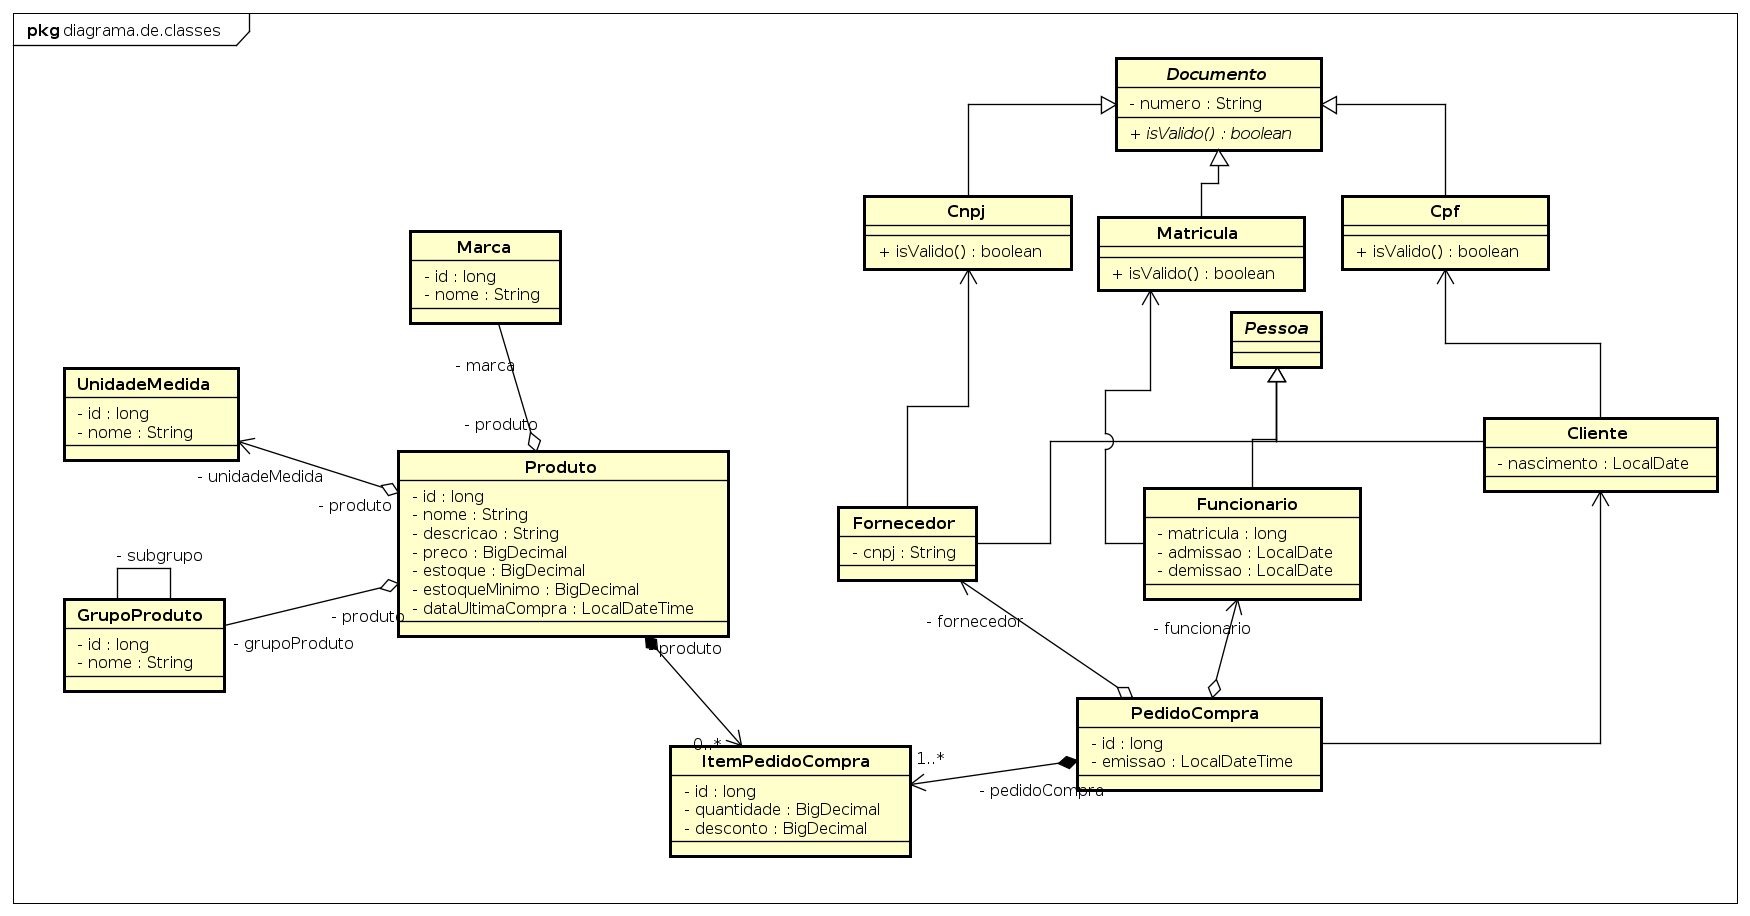 pkg diagrama.de.classes
Documento
- numero : String
+ isValido() : boolean
Cnpj
+ isValido() : boolean
Matricula
+ isValido() : boolean
Cpf
+ isValido() : boolean
Marca
- id : long
- nome : String
Pessoa
- marca
UnidadeMedida
- id : long
- nome : String
- produto
- unidadeMedida
- produto
Produto
- id : long
- nome : String
- descricao : String
- preco : BigDecimal
- estoque : BigDecimal
- estoqueMinimo : BigDecimal
- dataUltimaCompra : LocalDateTime
Cliente
- nascimento : LocalDate
Fornecedor
- cnpj : String
Funcionario
- matricula : long
- admissao : LocalDate
- demissao : LocalDate
- subgrupo
GrupoProduto
- id : long
- nome : String
- produto
- grupoProduto
- produto
- fornecedor
- funcionario
PedidoCompra
- id : long
- emissao : LocalDateTime
0..*
1..*
- pedidoCompra
ItemPedidoCompra
- id : long
- quantidade : BigDecimal
- desconto : BigDecimal